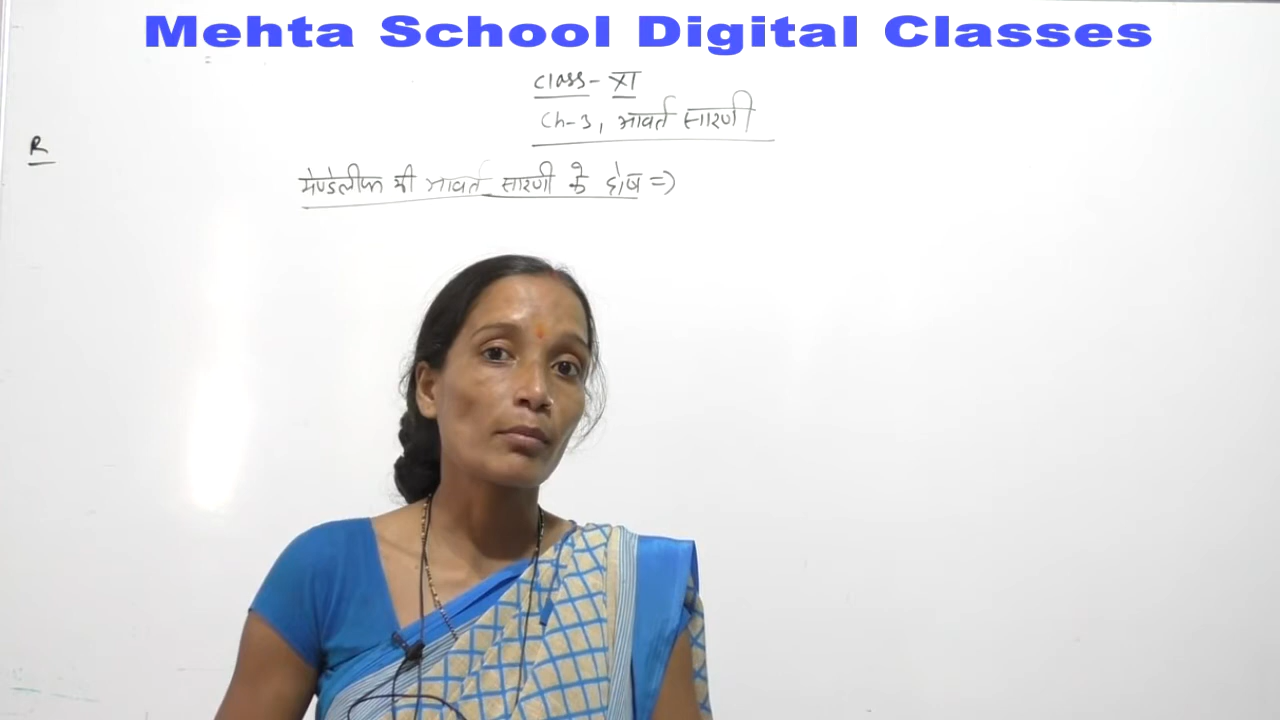 Mehta School Digital Classes
Class - XI
Ch-3, आवर्त सारणी
R
मेण्डेलीफ की आवर्त सारणी के दोष =>